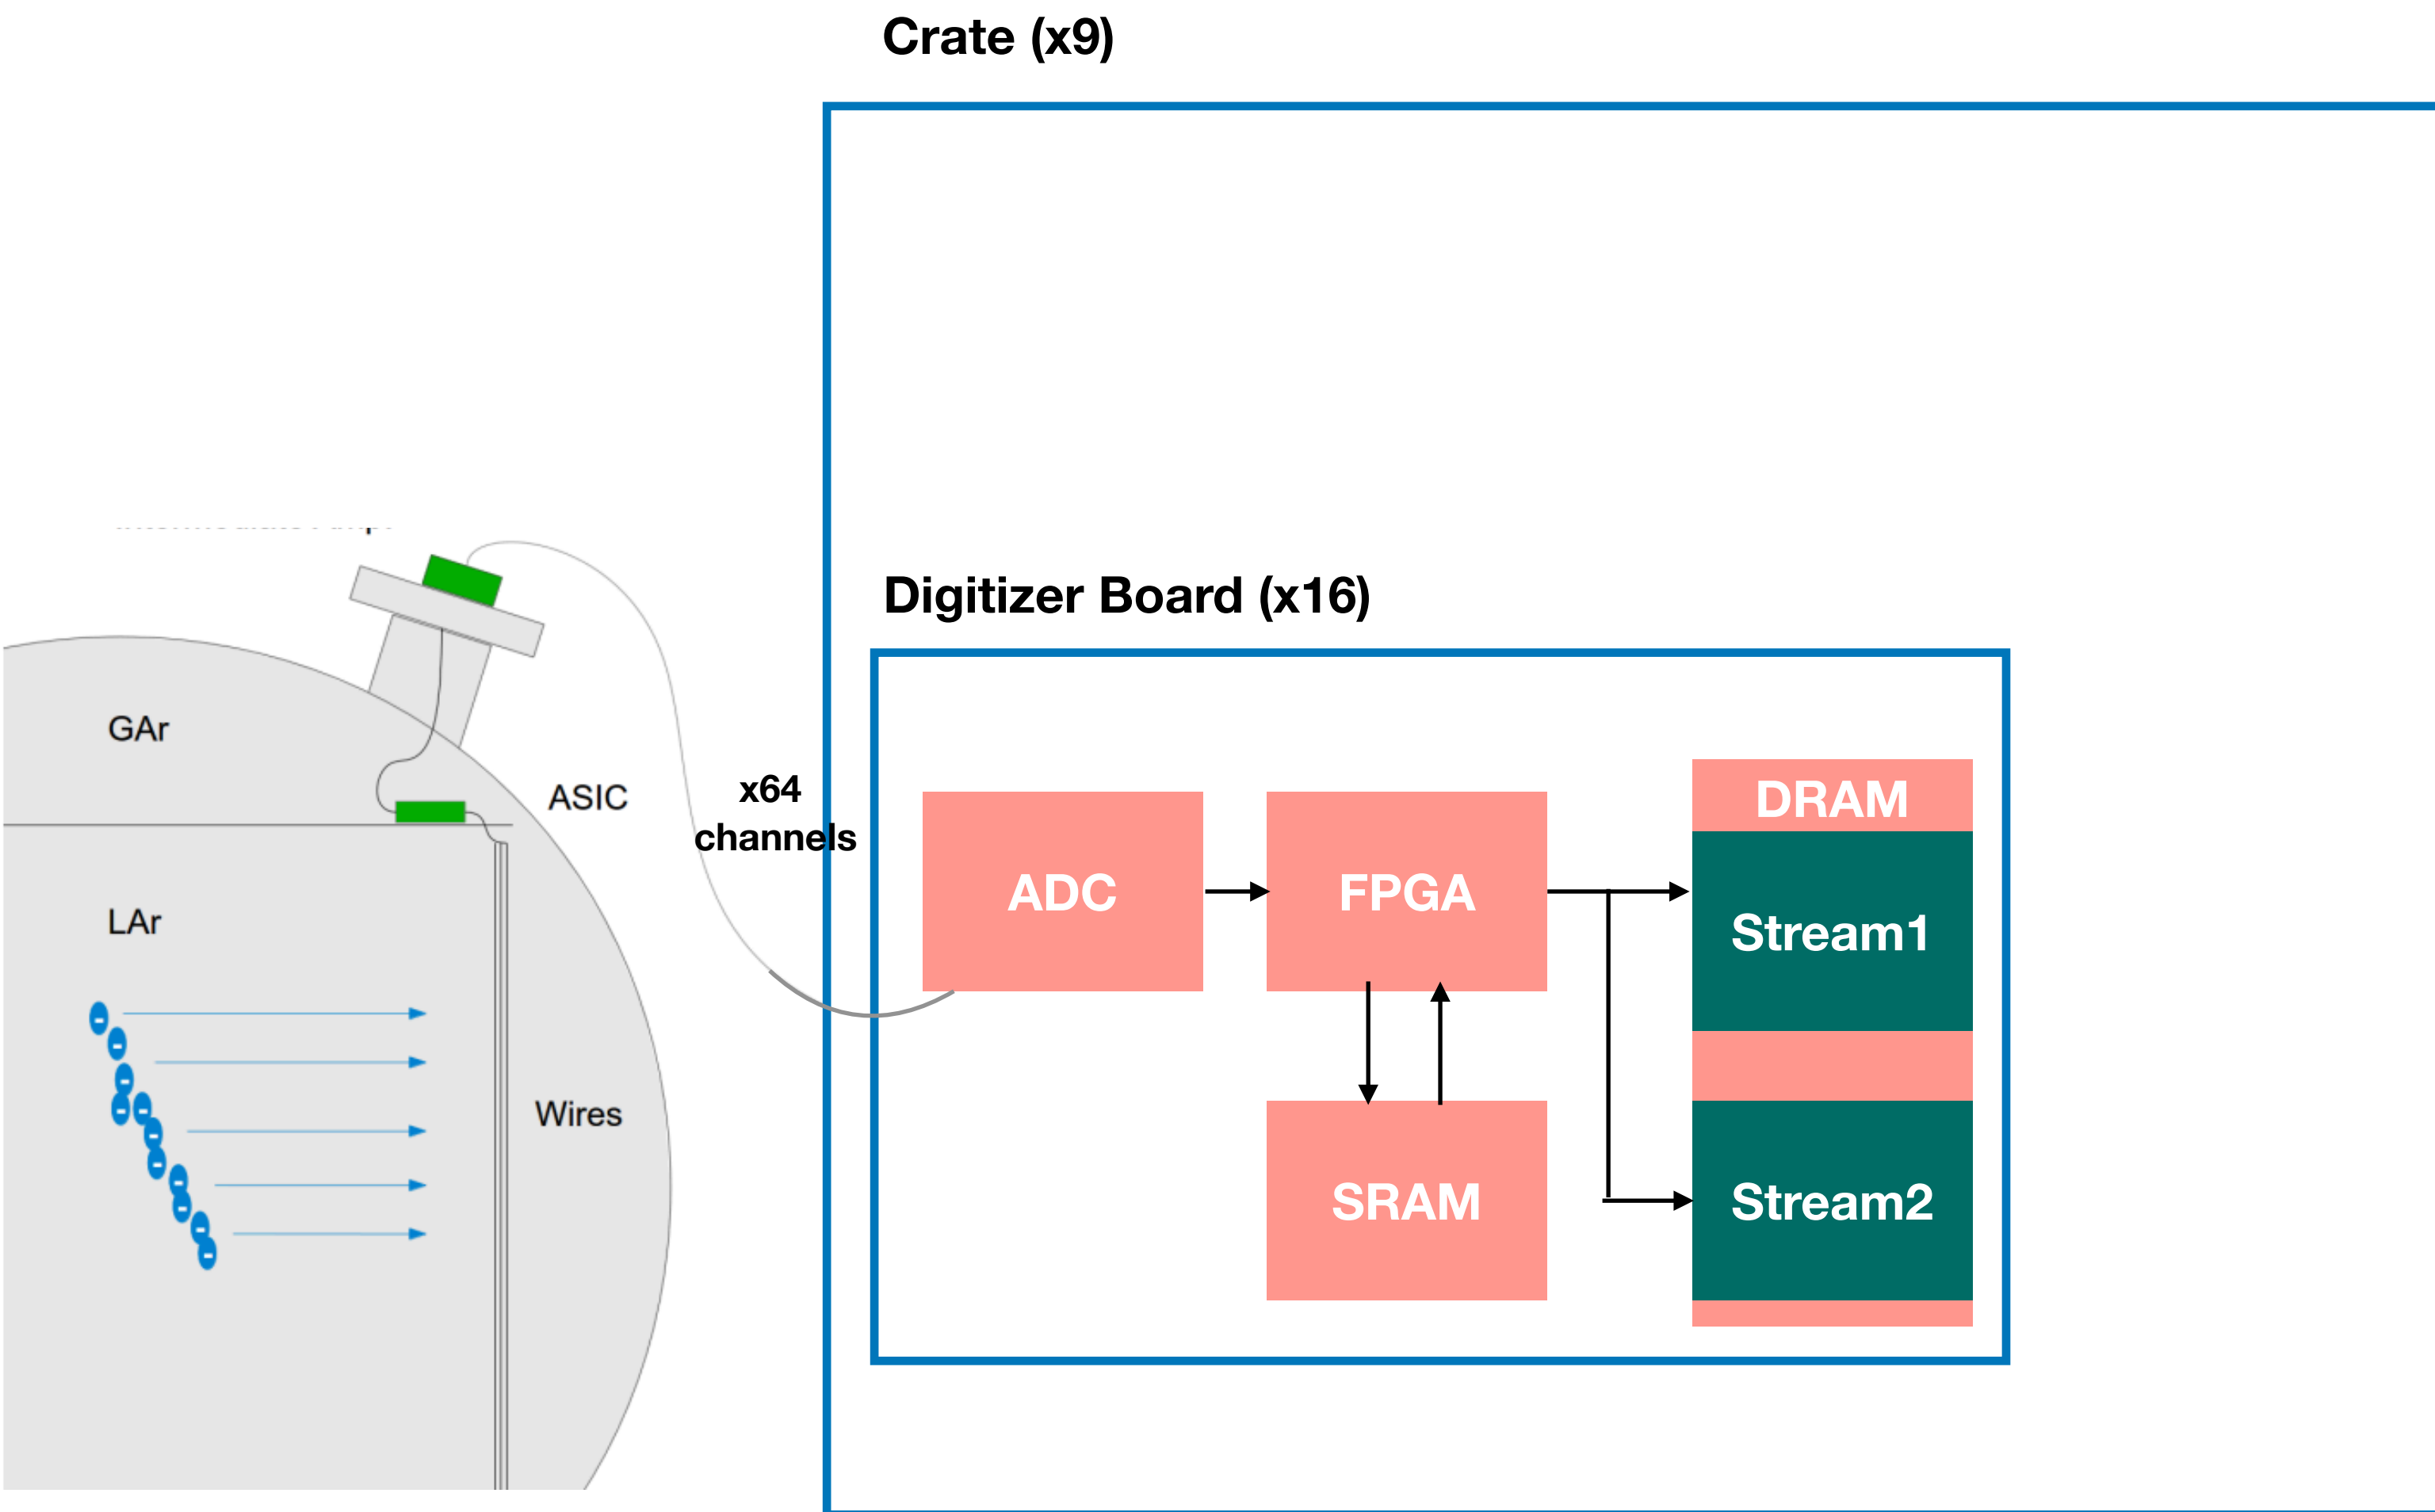 Crate (x9)
Digitizer Board (x16)
GAr
ASIC
x64
channels
LAr
Wires
ADC
FPGA
DRAM
Stream1
SRAM
Stream2